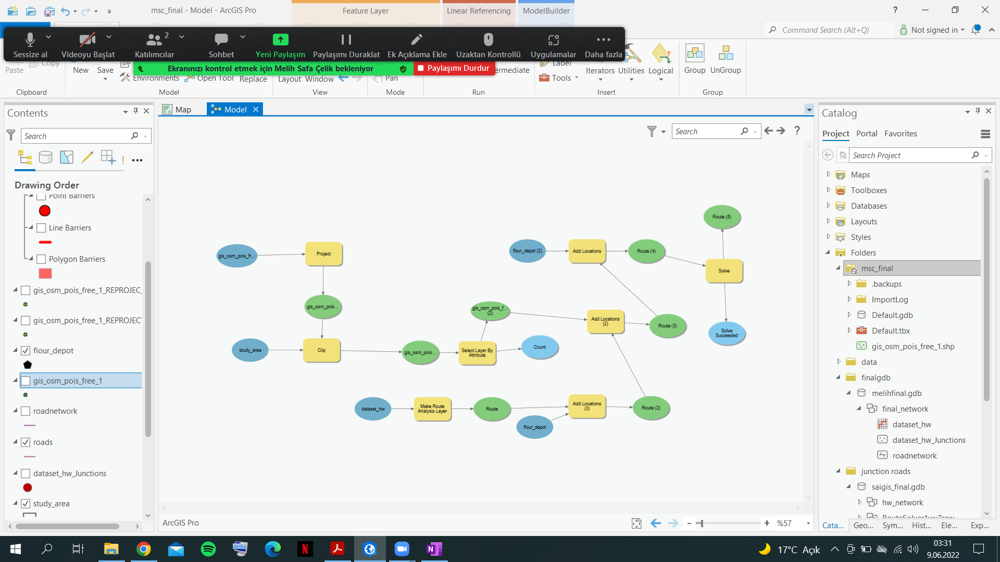 msc_final - Model - ArcGIS Pro
Feature Layer
Linear Referencing
ModelBuilder
?
Command Search (Alt+Q)
Not signed in
Sessize al
Videoyu Başlat
2
Katılımcılar
Sohbet
Yeni Paylaşım
Paylaşımı Duraklat
Ek Açıklama Ekle
Uzaktan Kontrollü
Uygulamalar
Daha fazla
Ekranınızı kontrol etmek için Melih Safa Çelik bekleniyor
Paylaşımı Durdur
Paste
Copy
New
Save
Environments
Open Tool
Replace
Layout
Window
Pan
ermediate
Label
Tools
Iterators
Utilities
Logical
Group
UnGroup
Clipboard
Model
View
Mode
Run
Insert
Group
Contents
Search
Drawing Order
Point Barriers
Line Barriers
Polygon Barriers
gis_osm_pois_free_1_REPROJEC_
gis_osm_pois_free_1_REPROJECT
flour_depot
gis_osm_pois_free_1
roadnetwork
roads
dataset_hw_Junctions
study_area
Map
Model
Search
?
gis_osm_pois_fr...
Project
gis_osm_pois...
study_area
Clip
gis_osm_pois...
Select Layer By
Attribute
gis_osm_pois_f...
(2)
Count
dataset_hw
Make Route
Analysis Layer
Route
flour_depot
Add Locations
(3)
Route (2)
Add Locations
(2)
Route (3)
flour_depot (2)
Add Locations
Route (4)
Solve
Route (5)
Solve
Succeeded
ArcGIS Pro
%57
Catalog
Project
Portal
Favorites
Search Project
Maps
Toolboxes
Databases
Layouts
Styles
Folders
msc_final
.backups
ImportLog
Default.gdb
Default.tbx
gis_osm_pois_free_1.shp
data
finalgdb
melihfinal.gdb
final_network
dataset_hw
dataset_hw_Junctions
roadnetwork
junction roads
saigis_final.gdb
hw_network
RouteSolver1wy7rew
Cata...
Geo...
Sym...
Hist...
Ele...
Exp...
17°C Açık
03:31
9.06.2022